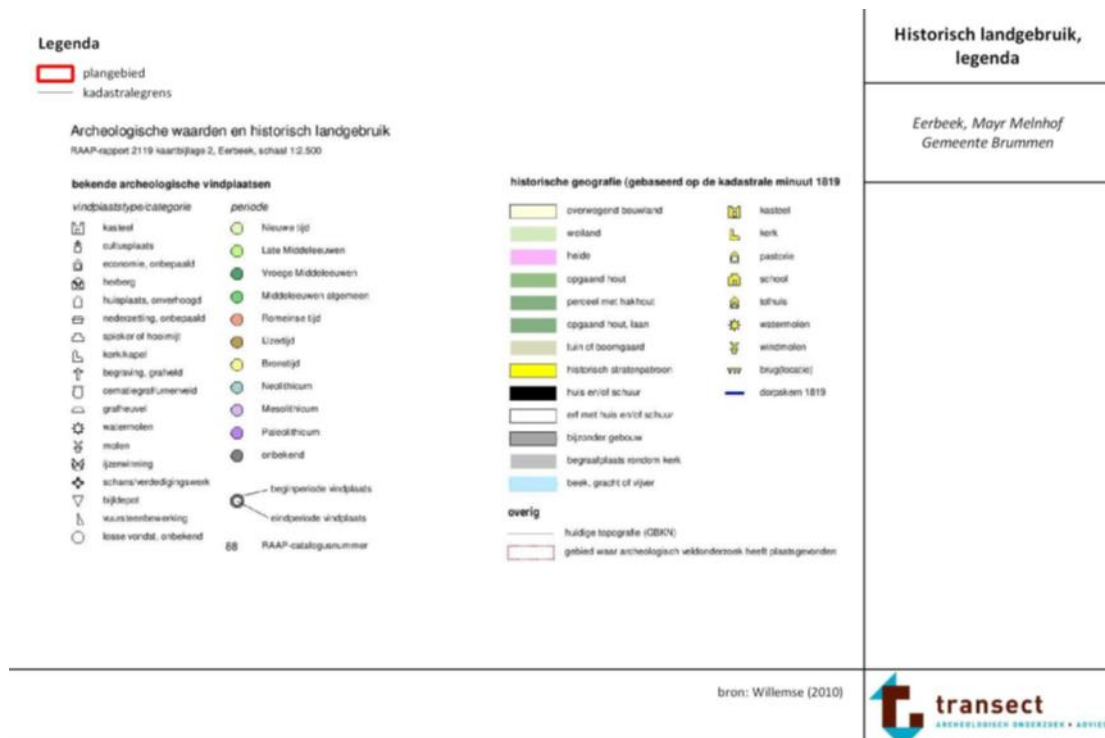 Legenda
plangebied
kadastralegrens
Archeologische waarden en historisch landgebruik
RAAP-rapport 2119 kaartbijlage 2, Eerbeek, schaal 1:2.500
bekende archeologische vindplaatsen
vindplaatstype/categorie
kasteel
cultusplaats
economie, onbepaald
herberg
huisplaats, onverhoogd
nederzetting, onbepaald
spieker of hooimijt
kerk/kapel
begraving, grafveld
crematiegraf/urnenveld
grafheuvel
watermolen
molen
ijzerwinning
schans/verdedigingswerk
bijldepot
vuursteenbewerking
losse vondst, onbekend
periode
Nieuwe tijd
Late Middeleeuwen
Vroege Middeleeuwen
Middeleeuwen algemeen
Romeinse tijd
IJzertijd
Bronstijd
Neolithicum
Mesolithicum
Paleolithicum
onbekend
beginperiode vindplaats
eindperiode vindplaats
68 RAAP-catalogusnummer
historische geografie (gebaseerd op de kadastrale minuut 1819
overwegend bouwland
weiland
heide
opgaand hout
perceel met hakhout
opgaand hout, laan
tuin of boomgaard
historisch stratenpatroon
huis en/of schuur
erf met huis en/of schuur
bijzonder gebouw
begraafplaats rondom kerk
beek, gracht of vijver
kasteel
kerk
pastorie
school
tolhuis
watermolen
windmolen
brug(locatie)
dorpskern 1819
overig
huidige topografie (GBKN)
gebied waar archeologisch veldonderzoek heeft plaatsgevonden
Historisch landgebruik,
legenda
Eerbeek, Mayr Melnhof
Gemeente Brummen
bron: Willemse (2010)
transect
ARCHEOLOGISCH ONDERZOEK • ADVIES